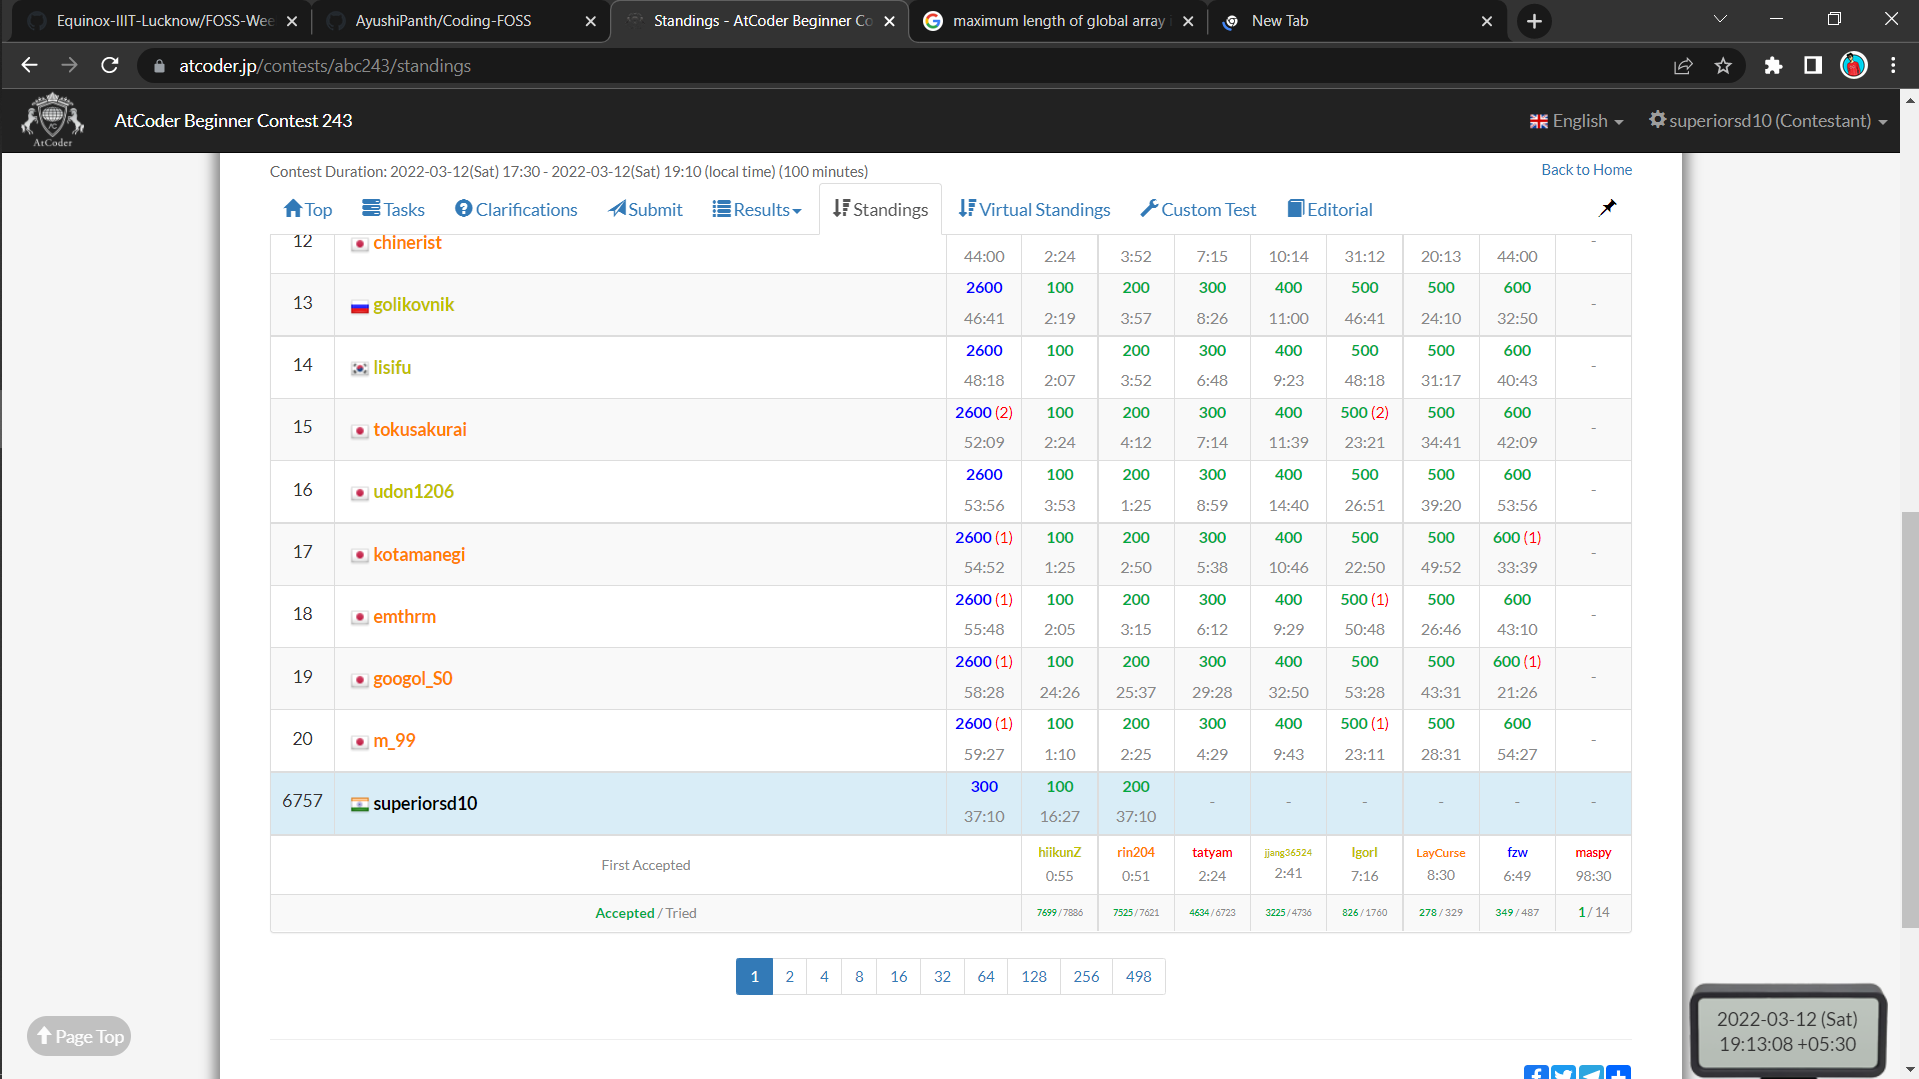 Equinox-IIIT-Lucknow/FOSS-Wee
AyushiPanth/Coding-FOSS
Standings - AtCoder Beginner Co
maximum length of global array i
New Tab
atcoder.jp/contests/abc243/standings
AtCoder
AtCoder Beginner Contest 243
English
superiorsd10 (Contestant)
Contest Duration: 2022-03-12(Sat) 17:30 - 2022-03-12(Sat) 19:10 (local time) (100 minutes)
Back to Home
Top Tasks Clarifications Submit Results Standings Virtual Standings Custom Test Editorial
12 chinerist -
44:00 2:24 3:52 7:15 10:14 31:12 20:13 44:00
2600 100 200 300 400 500 500 600
13 golikovnik -
46:41 2:19 3:57 8:26 11:00 46:41 24:10 32:50
2600 100 200 300 400 500 500 600
14 lisifu -
48:18 2:07 3:52 6:48 9:23 48:18 31:17 40:43
2600 (2) 100 200 300 400 500 (2) 500 600
15 tokusakurai -
52:09 2:24 4:12 7:14 11:39 23:21 34:41 42:09
2600 100 200 300 400 500 500 600
16 udon1206 -
53:56 3:53 1:25 8:59 14:40 26:51 39:20 53:56
2600 (1) 100 200 300 400 500 500 600 (1)
17 kotamanegi -
54:52 1:25 2:50 5:38 10:46 22:50 49:52 33:39
2600 (1) 100 200 300 400 500 (1) 500 600
18 emthrm -
55:48 2:05 3:15 6:12 9:29 50:48 26:46 43:10
2600 (1) 100 200 300 400 500 500 600 (1)
19 googol_S0 -
58:28 24:26 25:37 29:28 32:50 53:28 43:31 21:26
2600 (1) 100 200 300 400 500 (1) 500 600
20 m_99 -
59:27 1:10 2:25 4:29 9:43 23:11 28:31 54:27
300 100 200
6757 superiorsd10 - - - - - -
37:10 16:27 37:10
hiikunZ rin204 tatyam jjang36524 Igorl LayCurse fzw maspy
First Accepted
0:55 0:51 2:24 2:41 7:16 8:30 6:49 98:30
Accepted / Tried 7699 / 7886 7525 / 7621 4634 / 6723 3225 / 4736 826 / 1760 278 / 329 349 / 487 1 / 14
1 2 4 8 16 32 64 128 256 498
Page Top
2022-03-12 (Sat)
19:13:08 +05:30